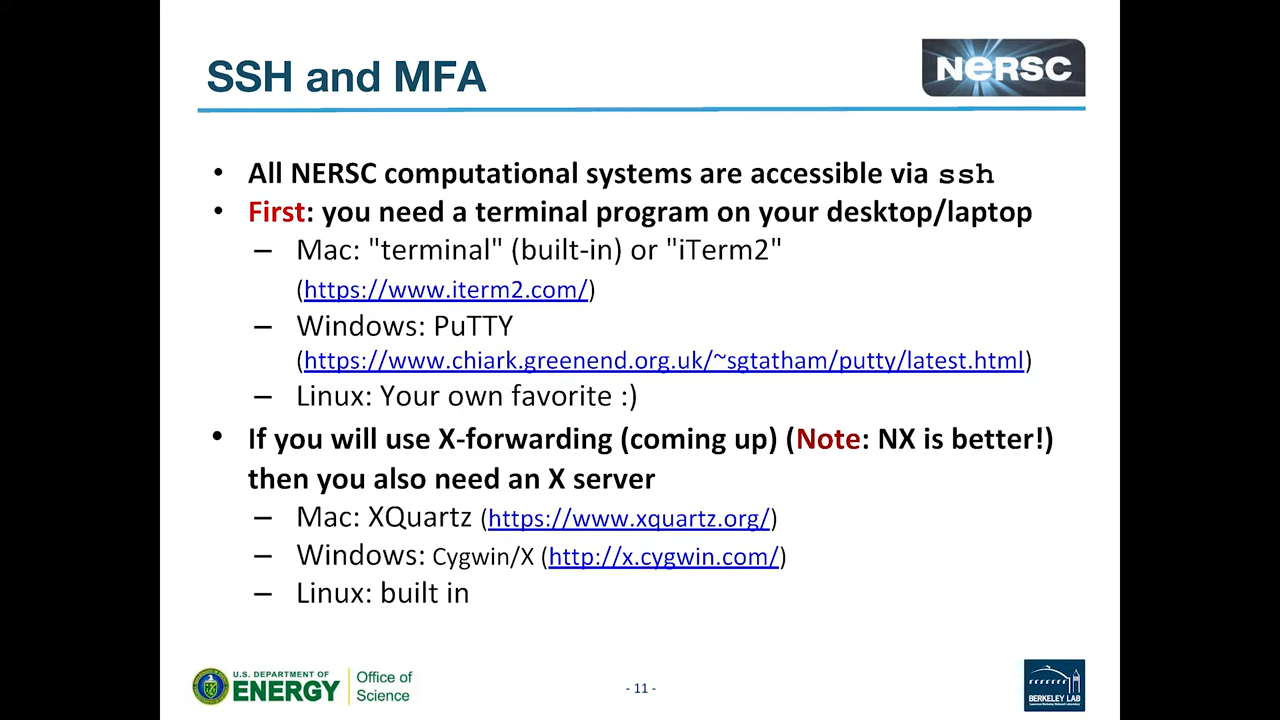 SSH and MFA
NERSC
• All NERSC computational systems are accessible via ssh
• First: you need a terminal program on your desktop/laptop
– Mac: "terminal" (built-in) or "iTerm2"
(https://www.iterm2.com/)
– Windows: PuTTY
(https://www.chiark.greenend.org.uk/~sgtatham/putty/latest.html)
– Linux: Your own favorite :)
• If you will use X-forwarding (coming up) (Note: NX is better!)
then you also need an X server
– Mac: XQuartz (https://www.xquartz.org/)
– Windows: Cygwin/X (http://x.cygwin.com/)
– Linux: built in
U.S. DEPARTMENT OF
ENERGY
Office of
Science
- 11 -
BERKELEY LAB